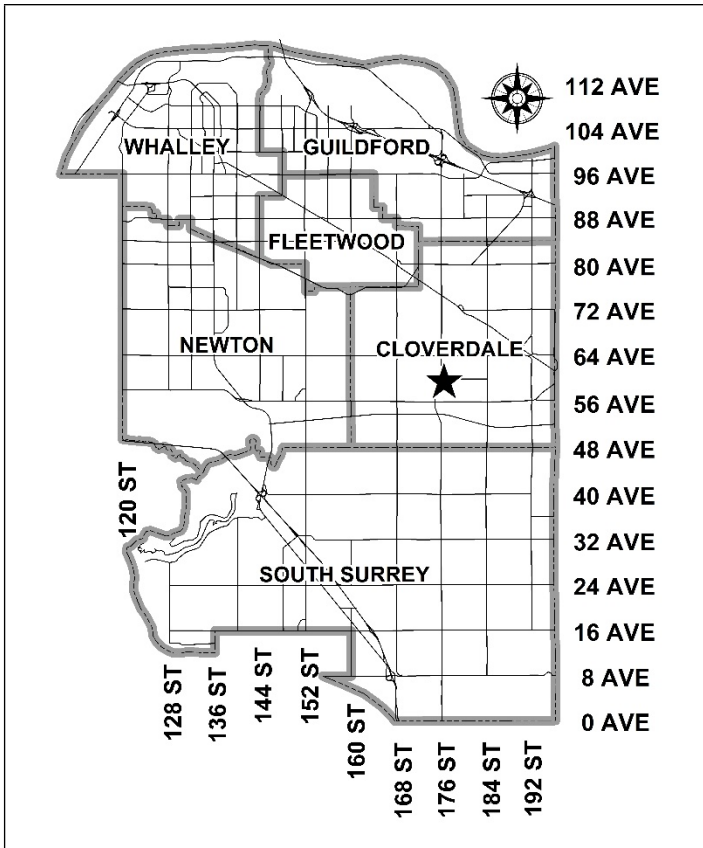 112 AVE
104 AVE
WHALLEY
GUILDFORD
96 AVE
88 AVE
FLEETWOOD
80 AVE
72 AVE
NEWTON
CLOVERDALE
64 AVE
56 AVE
48 AVE
120 ST
40 AVE
32 AVE
SOUTH SURREY
24 AVE
16 AVE
128 ST
136 ST
144 ST
152 ST
160 ST
8 AVE
0 AVE
168 ST
176 ST
184 ST
192 ST